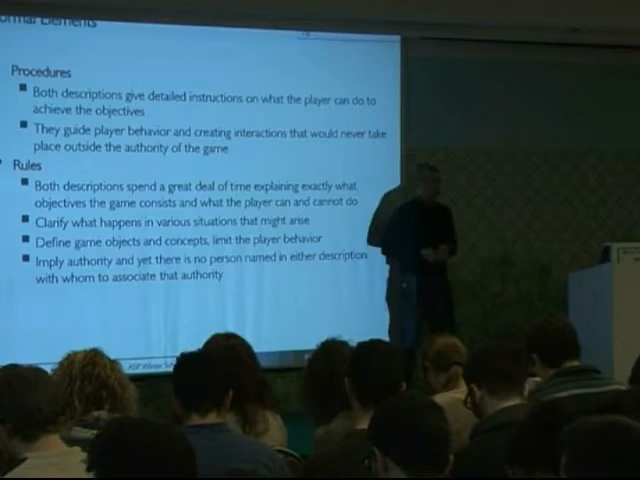 ormal Elements
Procedures
Both descriptions give detailed instructions on what the player can do to
achieve the objectives
They guide player behavior and creating interactions that would never take
place outside the authority of the game
Rules
Both descriptions spend a great deal of time explaining exactly what
objectives the game consists and what the player can and cannot do
Clarify what happens in various situations that might arise
Define game objects and concepts, limit the player behavior
Imply authority and yet there is no person named in either description
with whom to associate that authority